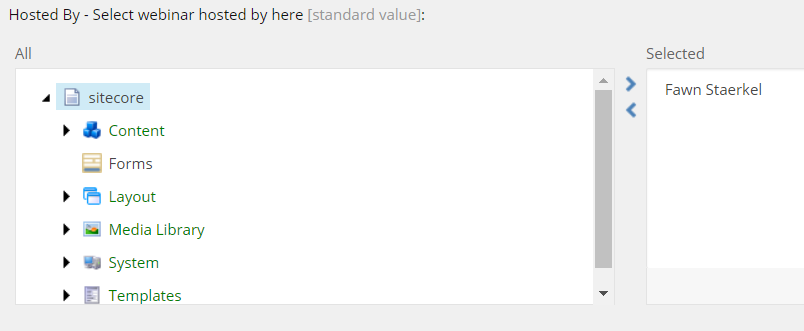 Hosted By - Select webinar hosted by here [standard value]:
All
Selected
sitecore
Fawn Staerkel
Content
Forms
Layout
Media Library
System
Templates